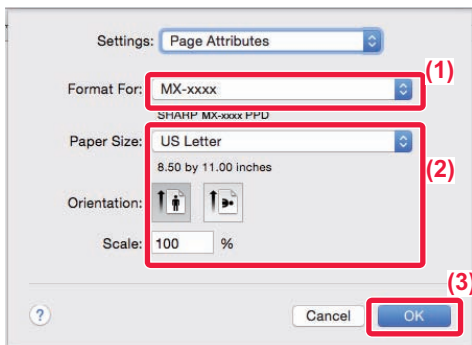 Settings: Page Attributes
(1)
Format For: MX-xxxx
SHARP MX-xxxx PPD
Paper Size: US Letter
8.50 by 11.00 inches
(2)
Orientation:
Scale: 100 %
(3)
? Cancel OK